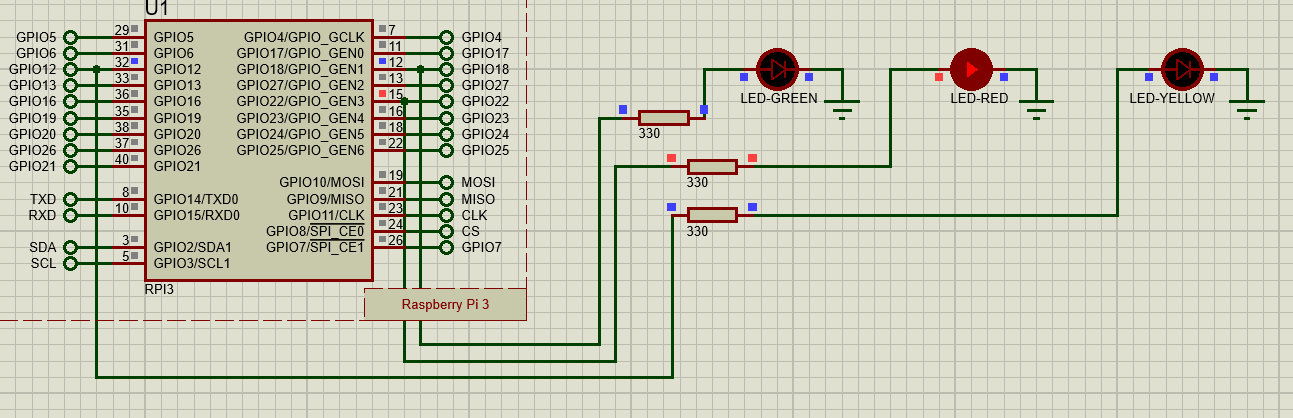 U1
GPIO5 29 GPIO5 GPIO4/GPIO_GCLK 7 GPIO4
GPIO6 31 GPIO6 GPIO17/GPIO_GEN0 11 GPIO17
GPIO12 32 GPIO12 GPIO18/GPIO_GEN1 12 GPIO18
GPIO13 33 GPIO13 GPIO27/GPIO_GEN2 13 GPIO27
GPIO16 36 GPIO16 GPIO22/GPIO_GEN3 15 GPIO22
GPIO19 35 GPIO19 GPIO23/GPIO_GEN4 16 GPIO23
GPIO20 38 GPIO20 GPIO24/GPIO_GEN5 18 GPIO24
GPIO26 37 GPIO26 GPIO25/GPIO_GEN6 22 GPIO25
GPIO21 40 GPIO21
GPIO10/MOSI 19 MOSI
TXD 8 GPIO14/TXD0 GPIO9/MISO 21 MISO
RXD 10 GPIO15/RXD0 GPIO11/CLK 23 CLK
GPIO8/SPI_CE0 24 CS
SDA 3 GPIO2/SDA1 GPIO7/SPI_CE1 26 GPIO7
SCL 5 GPIO3/SCL1
RPI3
Raspberry Pi 3
LED-GREEN LED-RED LED-YELLOW
330
330
330